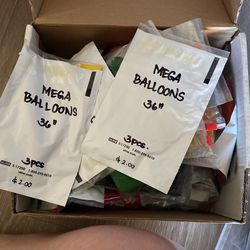 MEGA
BALLOONS
36"
3pcs
$2.00
MEGA
BALLOONS
36"
3pcs.
$2.00